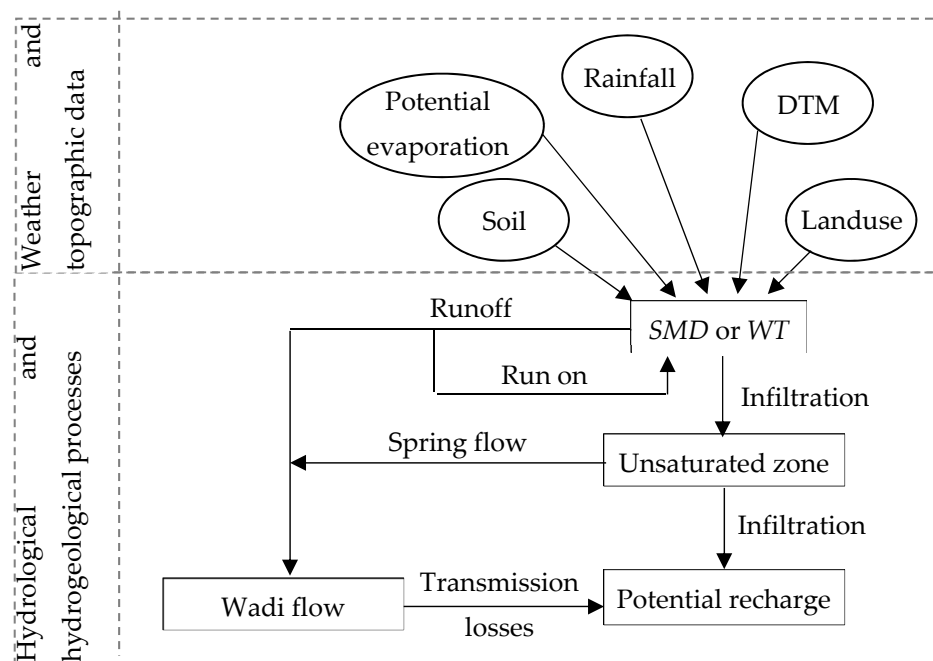 Weather and
topographic data
Potential
evaporation
Rainfall
DTM
Soil
Landuse
Hydrological and
hydrogeological processes
Runoff
SMD or WT
Run on
Infiltration
Spring flow
Unsaturated zone
Infiltration
Wadi flow
Transmission
losses
Potential recharge